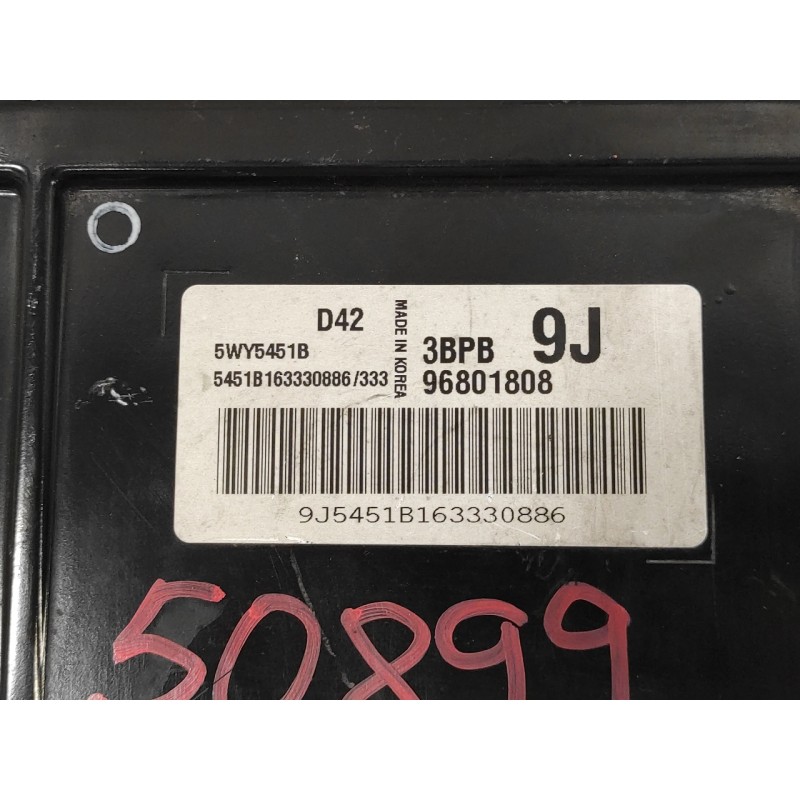 D42
5WY5451B
5451B163330886/333
MADE IN KOREA
3BPB 9J
96801808
9J5451B163330886
50899